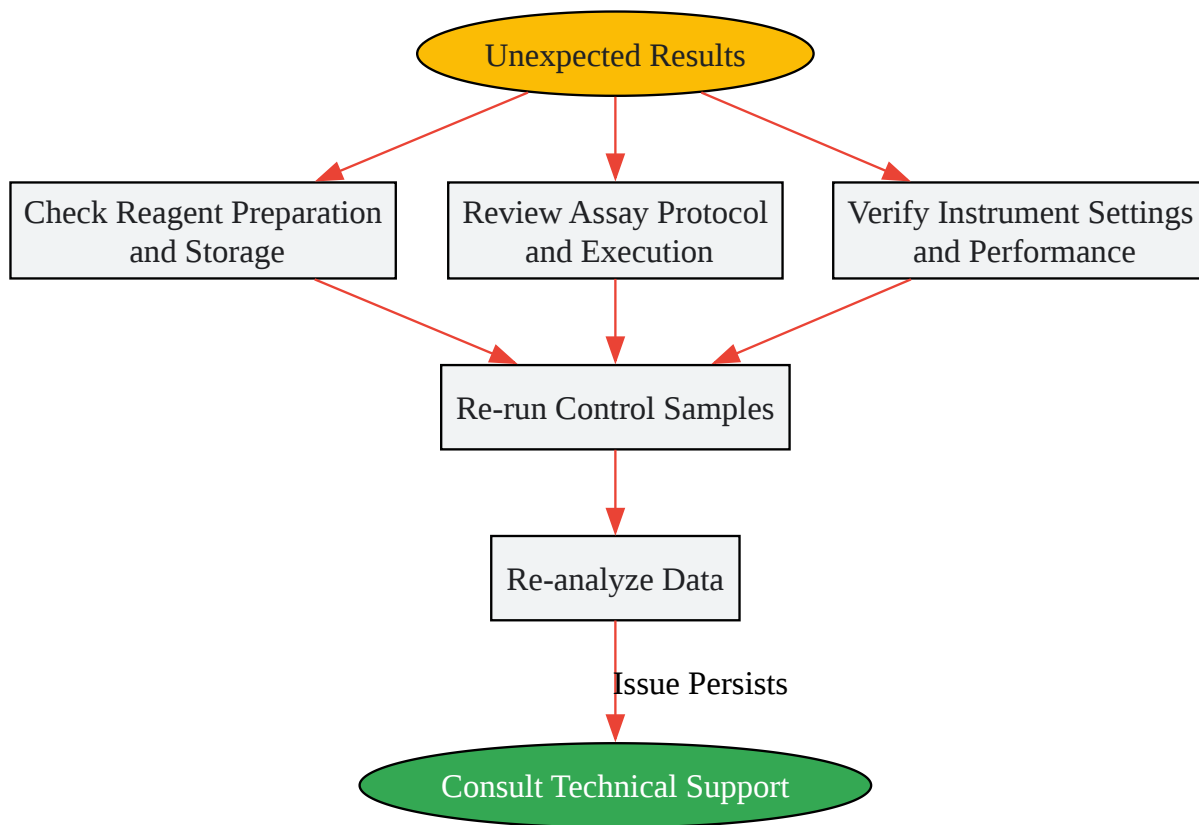 Unexpected Results
Check Reagent Preparation
and Storage
Review Assay Protocol
and Execution
Verify Instrument Settings
and Performance
Re-run Control Samples
Re-analyze Data
Issue Persists
Consult Technical Support